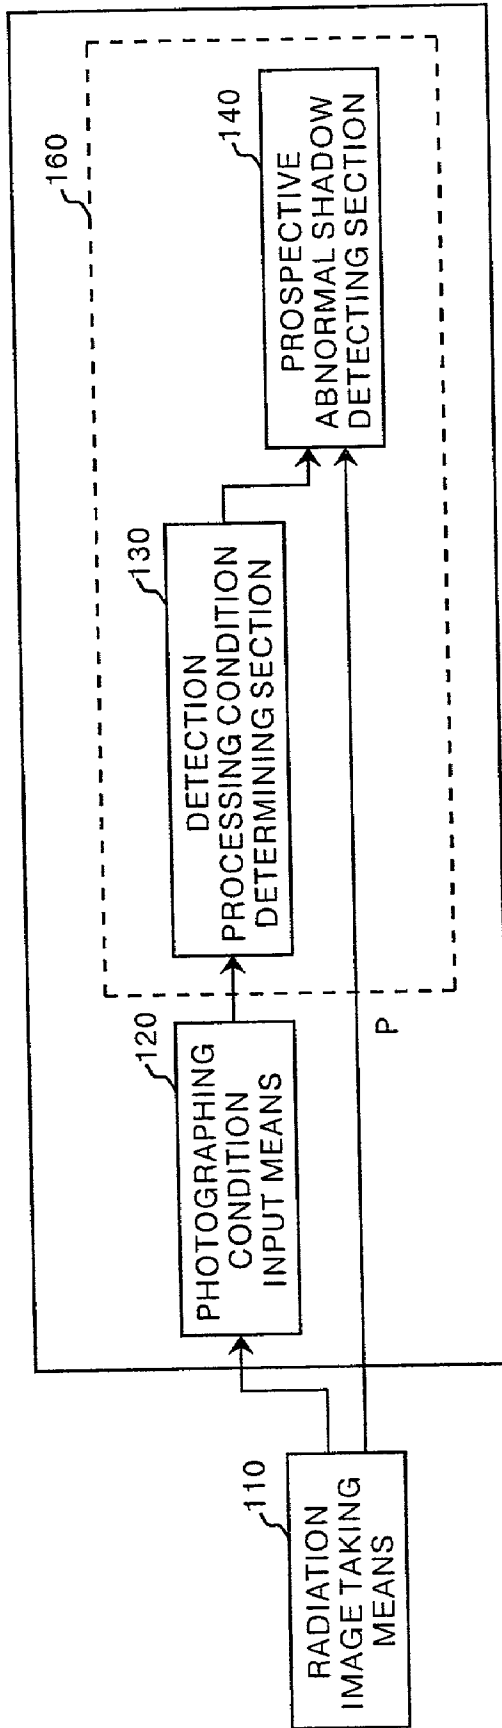 110
RADIATION
IMAGE TAKING
MEANS
120
PHOTOGRAPHING
CONDITION
INPUT MEANS
P
130
DETECTION
PROCESSING CONDITION
DETERMINING SECTION
160
140
PROSPECTIVE
ABNORMAL SHADOW
DETECTING SECTION